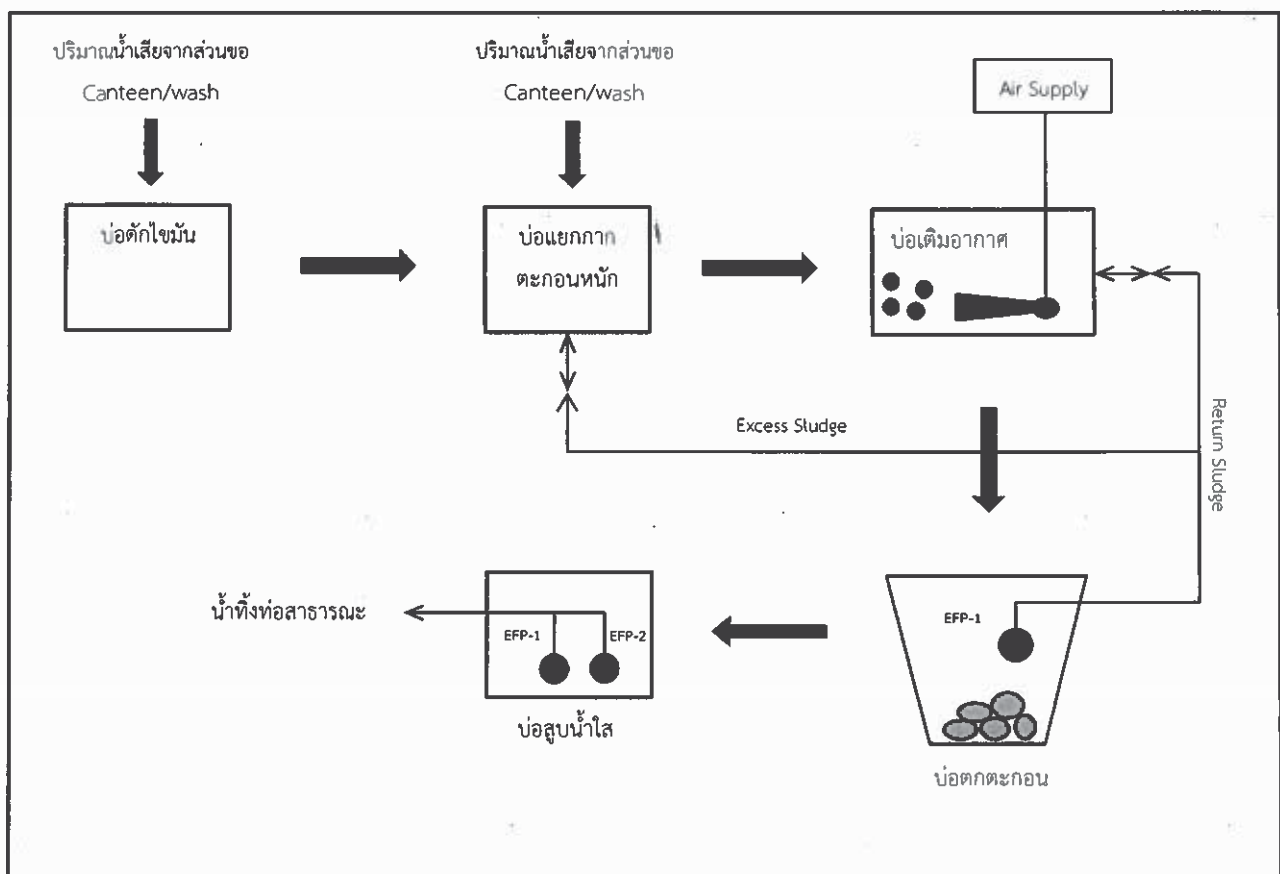 ปริมาณน้ำเสียจากส่วนขอ
Canteen/wash
ปริมาณน้ำเสียจากส่วนขอ
Canteen/wash
Air Supply
บ่อดักไขมัน
บ่อแยกกาก
ตะกอนหนัก
บ่อเติมอากาศ
Excess Sludge
Return Sludge
น้ำทิ้งท่อสาธารณะ
EFP-1
EFP-2
บ่อสูบน้ำใส
EFP-1
บ่อตกตะกอน